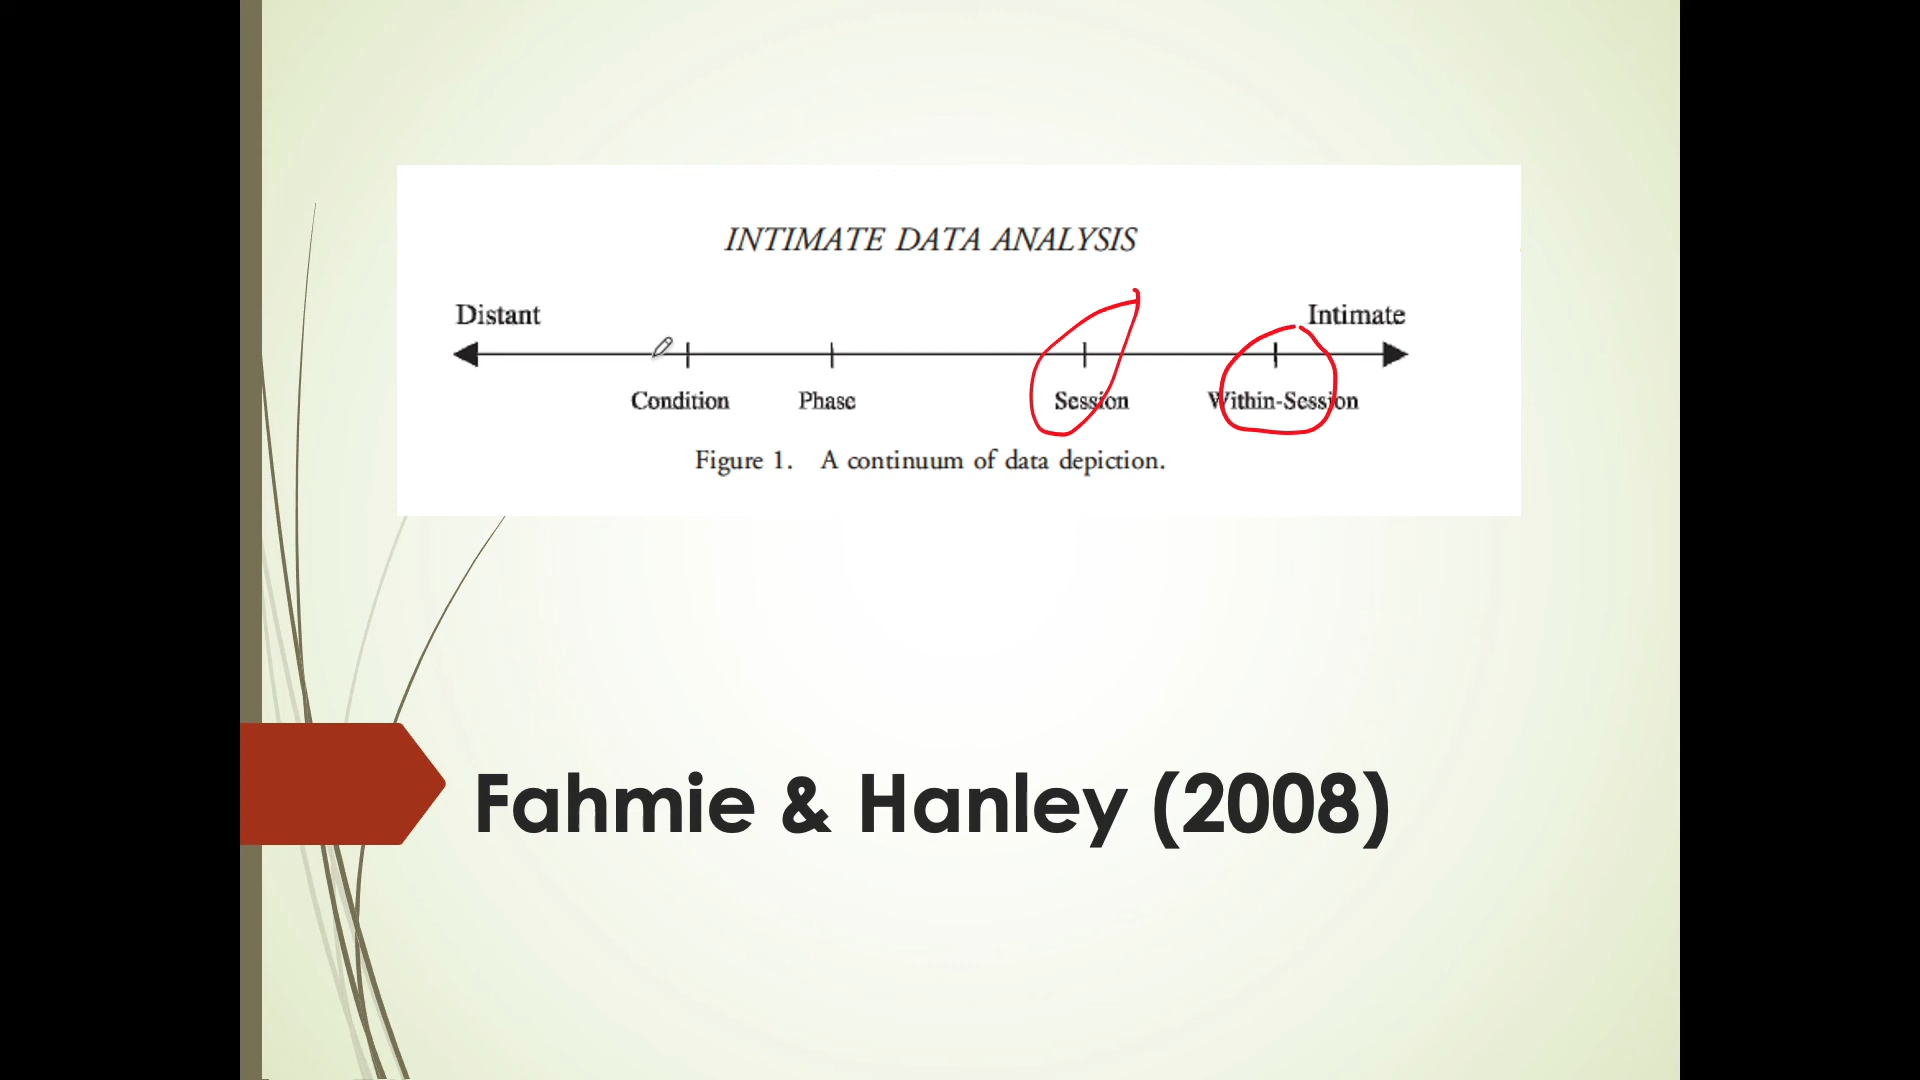 INTIMATE DATA ANALYSIS
Distant Intimate
Condition Phase Session Within-Session
Figure 1. A continuum of data depiction.
Fahmie & Hanley (2008)